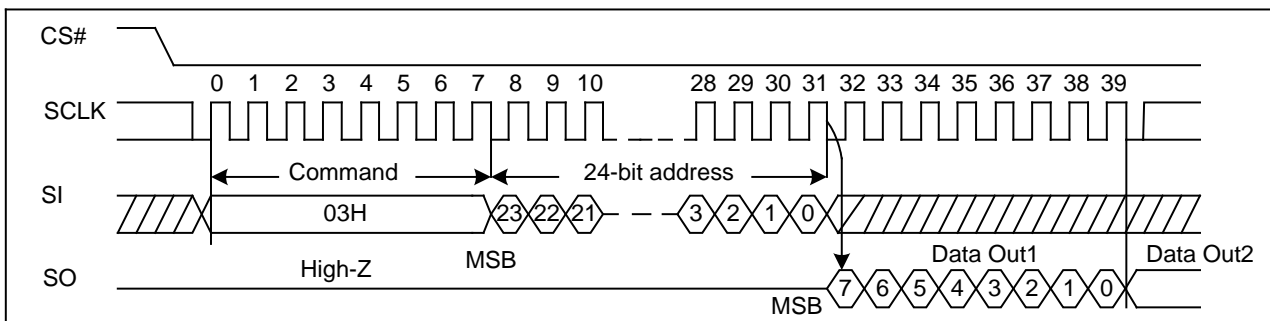 CS#
0 1 2 3 4 5 6 7 8 9 10 28 29 30 31 32 33 34 35 36 37 38 39
SCLK
Command 24-bit address
SI
03H 23 22 21 3 2 1 0
High-Z MSB Data Out1 Data Out2
SO
MSB 7 6 5 4 3 2 1 0